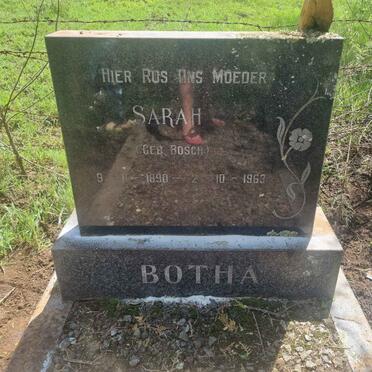 HIER RUS ONS MOEDER
SARAH
(GEB. BOSCH)
9 - 1 - 1890 - 2 - 10 - 1963
BOTHA